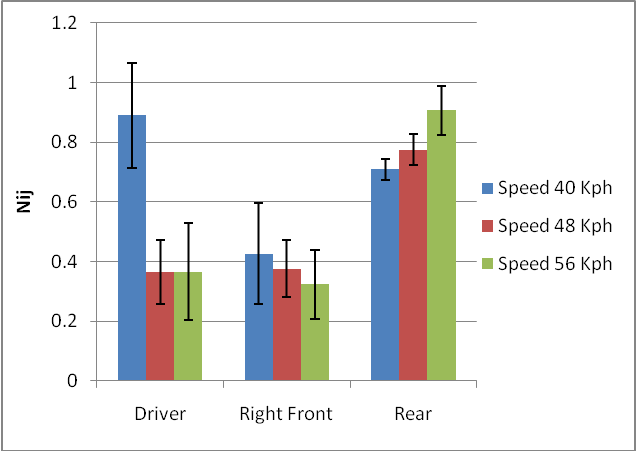 1.2
1
0.8
0.6
0.4
0.2
0
Nij
Driver
Right Front
Rear
Speed 40 Kph
Speed 48 Kph
Speed 56 Kph